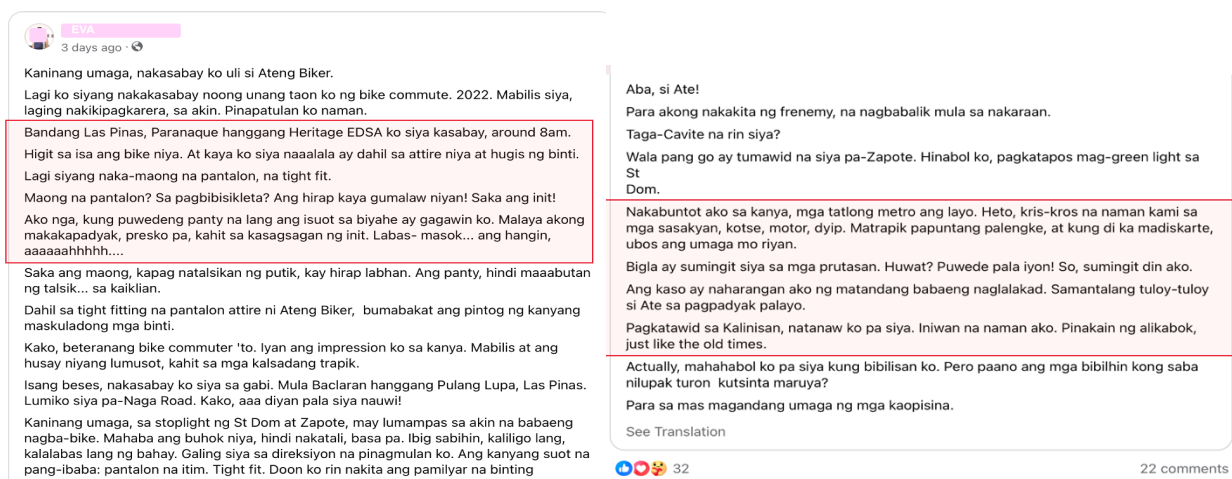 EVA
3 days ago ·
Kaninang umaga, nakasabay ko uli si Ateng Biker.
Lagi ko siyang nakakasabay noong unang taon ko ng bike commute. 2022. Mabilis siya,
laging nakikipagkarera, sa akin. Pinapatulan ko naman.
Bandang Las Pinas, Paranaque hanggang Heritage EDSA ko siya kasabay, around 8am.
Higit sa isa ang bike niya. At kaya ko siya naaalala ay dahil sa attire niya at hugis ng binti.
Lagi siyang naka-maong na pantalon, na tight fit.
Maong na pantalon? Sa pagbibisikleta? Ang hirap kaya gumalaw niyan! Saka ang init!
Ako nga, kung puwedeng panty na lang ang isuot sa biyahe ay gagawin ko. Malaya akong
makakapadyak, presko pa, kahit sa kasagsagan ng init. Labas- masok... ang hangin,
aaaaaahhhhh....
Saka ang maong, kapag natalsikan ng putik, kay hirap labhan. Ang panty, hindi maaabutan
ng talsik... sa kaiklian.
Dahil sa tight fitting na pantalon attire ni Ateng Biker, bumabakat ang pintog ng kanyang
maskuladong mga binti.
Kako, beteranang bike commuter 'to. Iyan ang impression ko sa kanya. Mabilis at ang
husay niyang lumusot, kahit sa mga kalsadang trapik.
Isang beses, nakasabay ko siya sa gabi. Mula Baclaran hanggang Pulang Lupa, Las Pinas.
Lumiko siya pa-Naga Road. Kako, aaa diyan pala siya nauwi!
Kaninang umaga, sa stoplight ng St Dom at Zapote, may lumampas sa akin na babaeng
nagba-bike. Mahaba ang buhok niya, hindi nakatali, basa pa. Ibig sabihin, kaliligo lang,
kalalabas lang ng bahay. Galing siya sa direksiyon na pinagmulan ko. Ang kanyang suot na
pang-ibaba: pantalon na itim. Tight fit. Doon ko rin nakita ang pamilyar na binting
Aba, si Ate!
Para akong nakakita ng frenemy, na nagbabalik mula sa nakaraan.
Taga-Cavite na rin siya?
Wala pang go ay tumawid na siya pa-Zapote. Hinabol ko, pagkatapos mag-green light sa
St
Dom.
Nakabuntot ako sa kanya, mga tatlong metro ang layo. Heto, kris-kros na naman kami sa
mga sasakyan, kotse, motor, dyip. Matrapik papuntang palengke, at kung di ka madiskarte,
ubos ang umaga mo riyan.
Bigla ay sumingit siya sa mga prutasan. Huwat? Puwede pala iyon! So, sumingit din ako.
Ang kaso ay naharangan ako ng matandang babaeng naglalakad. Samantalang tuloy-tuloy
si Ate sa pagpadyak palayo.
Pagkatawid sa Kalinisan, natanaw ko pa siya. Iniwan na naman ako. Pinakain ng alikabok,
just like the old times.
Actually, mahahabol ko pa siya kung bibilisan ko. Pero paano ang mga bibilhin kong saba
nilupak turon kutsinta maruya?
Para sa mas magandang umaga ng mga kaopisina.
See Translation
32
22 comments